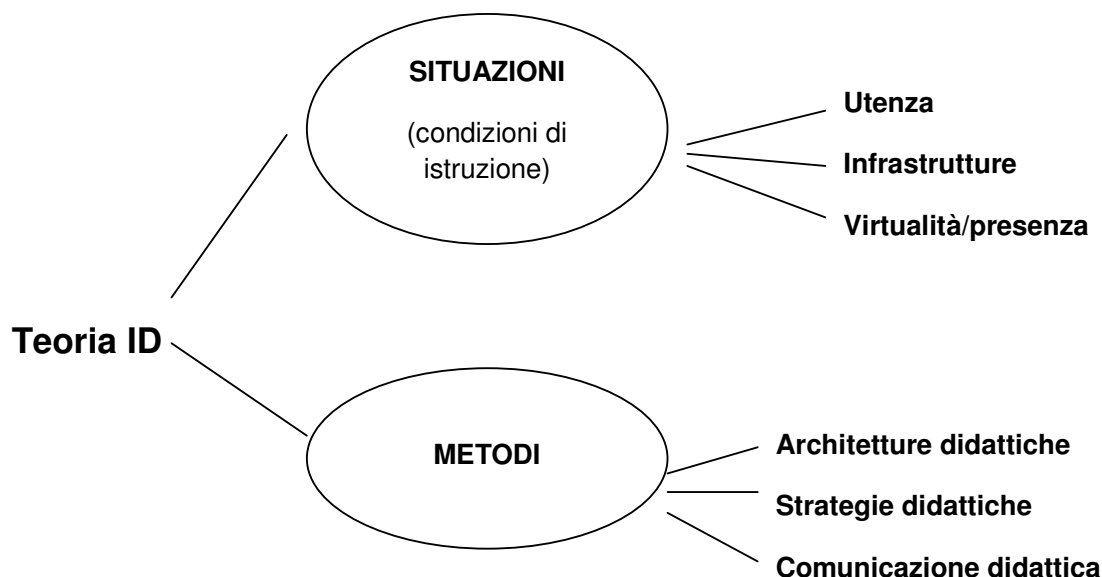 SITUAZIONI
(condizioni di
istruzione)
Utenza
Infrastrutture
Virtualità/presenza
Teoria ID
METODI
Architetture didattiche
Strategie didattiche
Comunicazione didattica